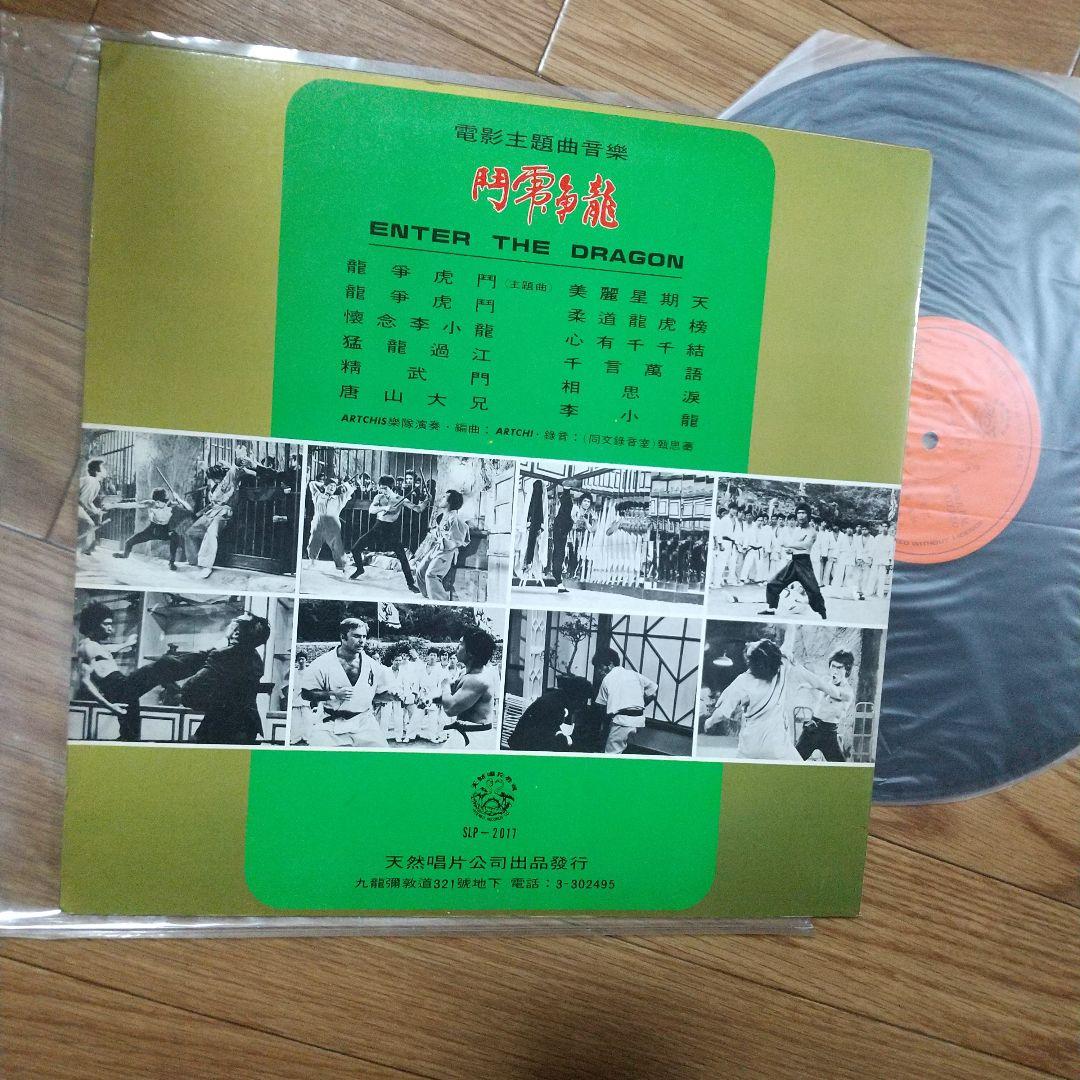 電影主題曲音樂
鬥虎争龍
ENTER THE DRAGON
龍爭虎鬥(主題曲)
龍爭虎鬥
懷念李小龍
猛龍過江
精武門
唐山大兄
美麗星期天
柔道龍虎榜
心有千千結
千言萬語
相思淚
李小龍
ARTCHIS樂隊演奏・編曲：ARTCHI・錄音：(同文錄音室)甄思蕃
SLP-2017
天然唱片公司出品發行
九龍彌敦道321號地下 電話：3-302495
WITHOUT